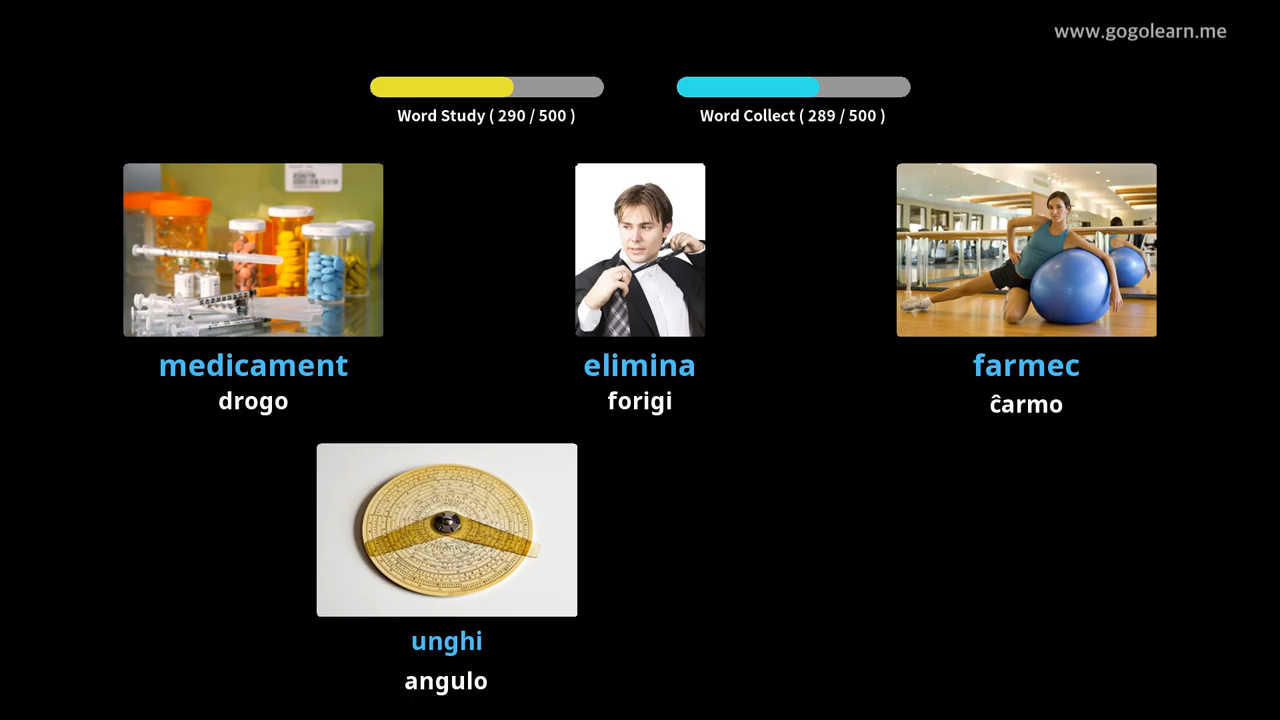 www.gogolearn.me
Word Study ( 290 / 500 )
Word Collect ( 289 / 500 )
medicament
drogo
elimina
forigi
farmec
ĉarmo
unghi
angulo